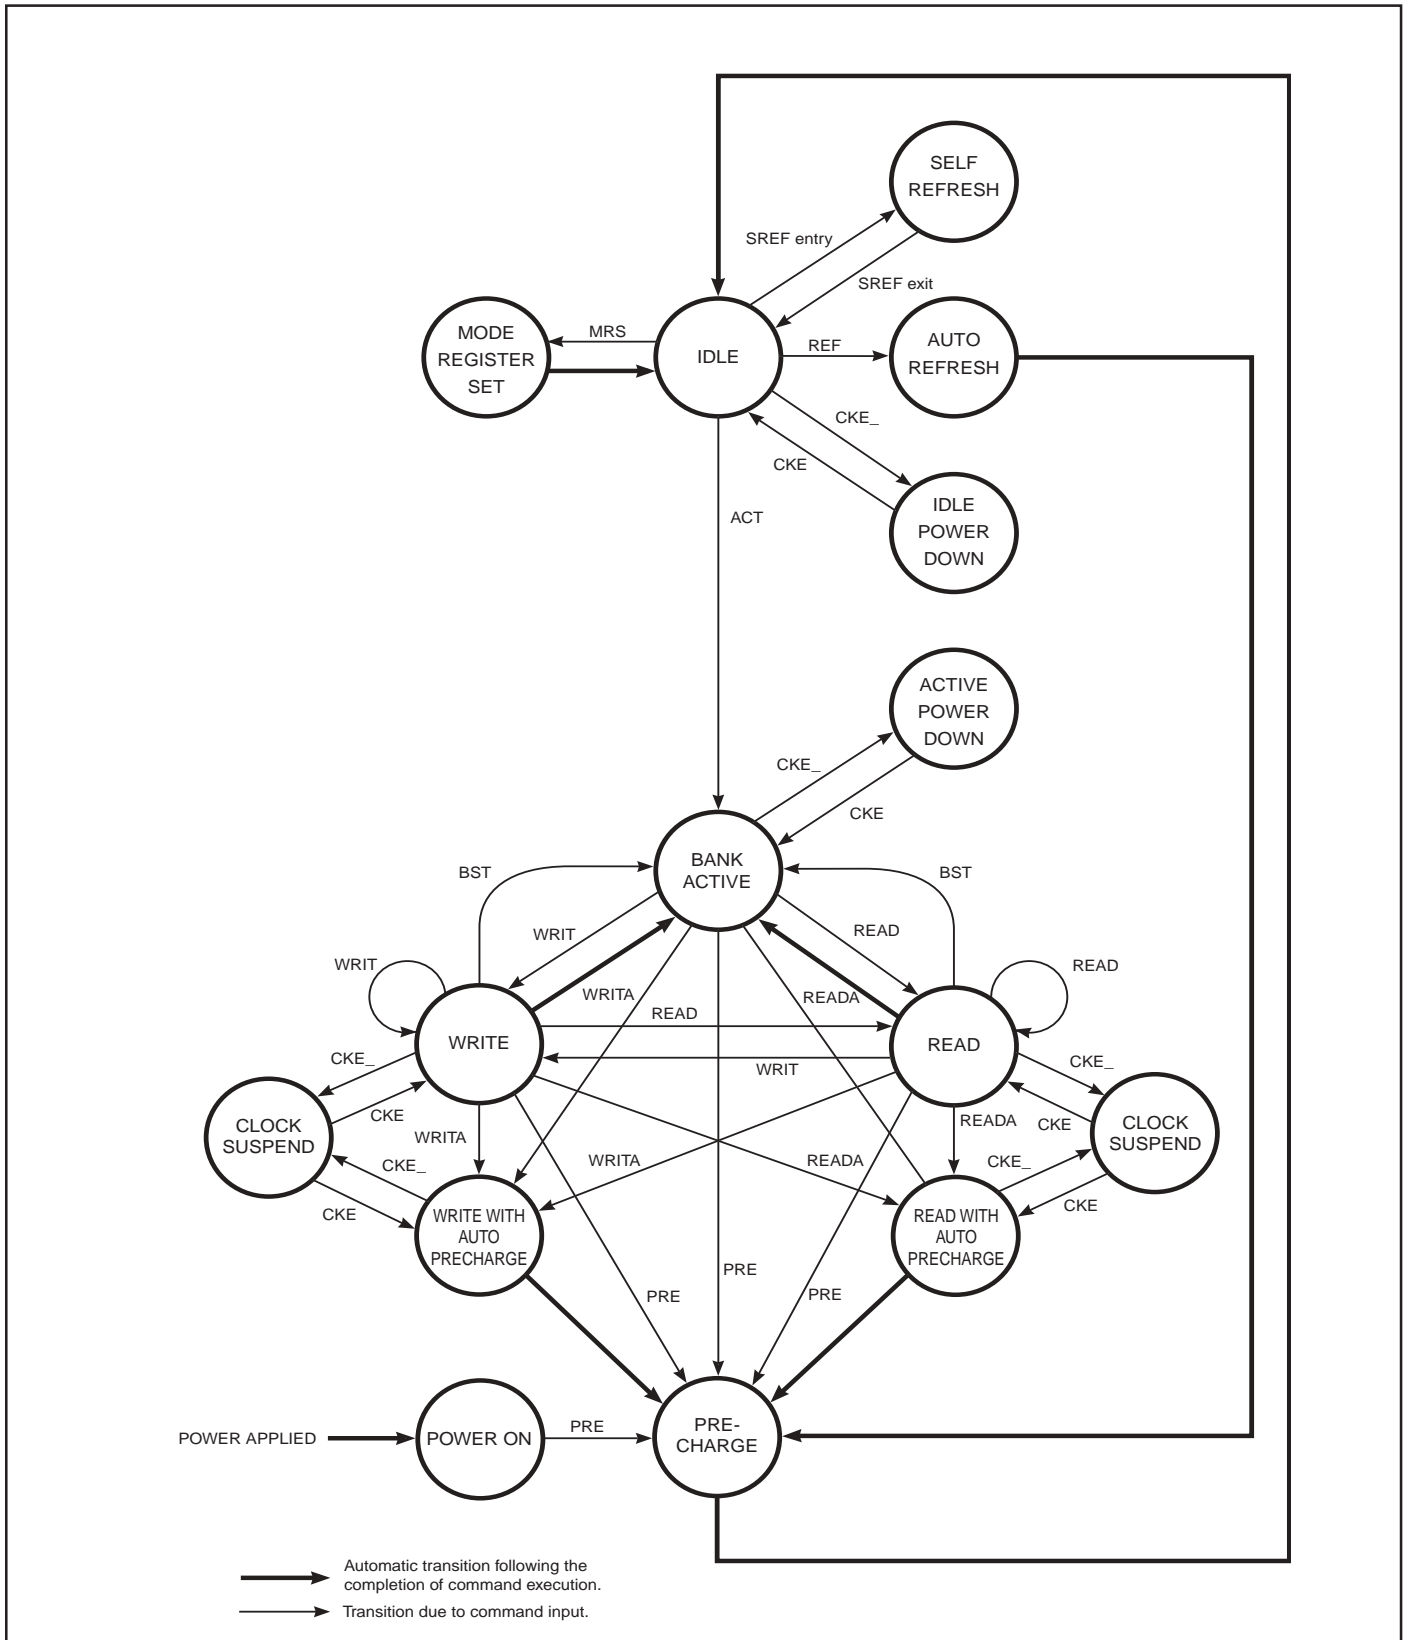 SELF
REFRESH
SREF entry
SREF exit
MODE
REGISTER
SET
MRS
IDLE
REF
AUTO
REFRESH
CKE_
CKE
IDLE
POWER
DOWN
ACT
ACTIVE
POWER
DOWN
CKE_
CKE
BANK
ACTIVE
BST
BST
WRIT
READ
WRIT
READ
WRITA
READA
READ
WRITE
READ
WRIT
CKE_
CKE_
CLOCK
SUSPEND
CKE
WRITA
READA
CKE
CLOCK
SUSPEND
CKE_
WRITA
READA
CKE_
CKE
CKE
WRITE WITH
AUTO
PRECHARGE
READ WITH
AUTO
PRECHARGE
PRE
PRE
PRE
POWER APPLIED
POWER ON
PRE
PRE-
CHARGE
Automatic transition following the
completion of command execution.
Transition due to command input.